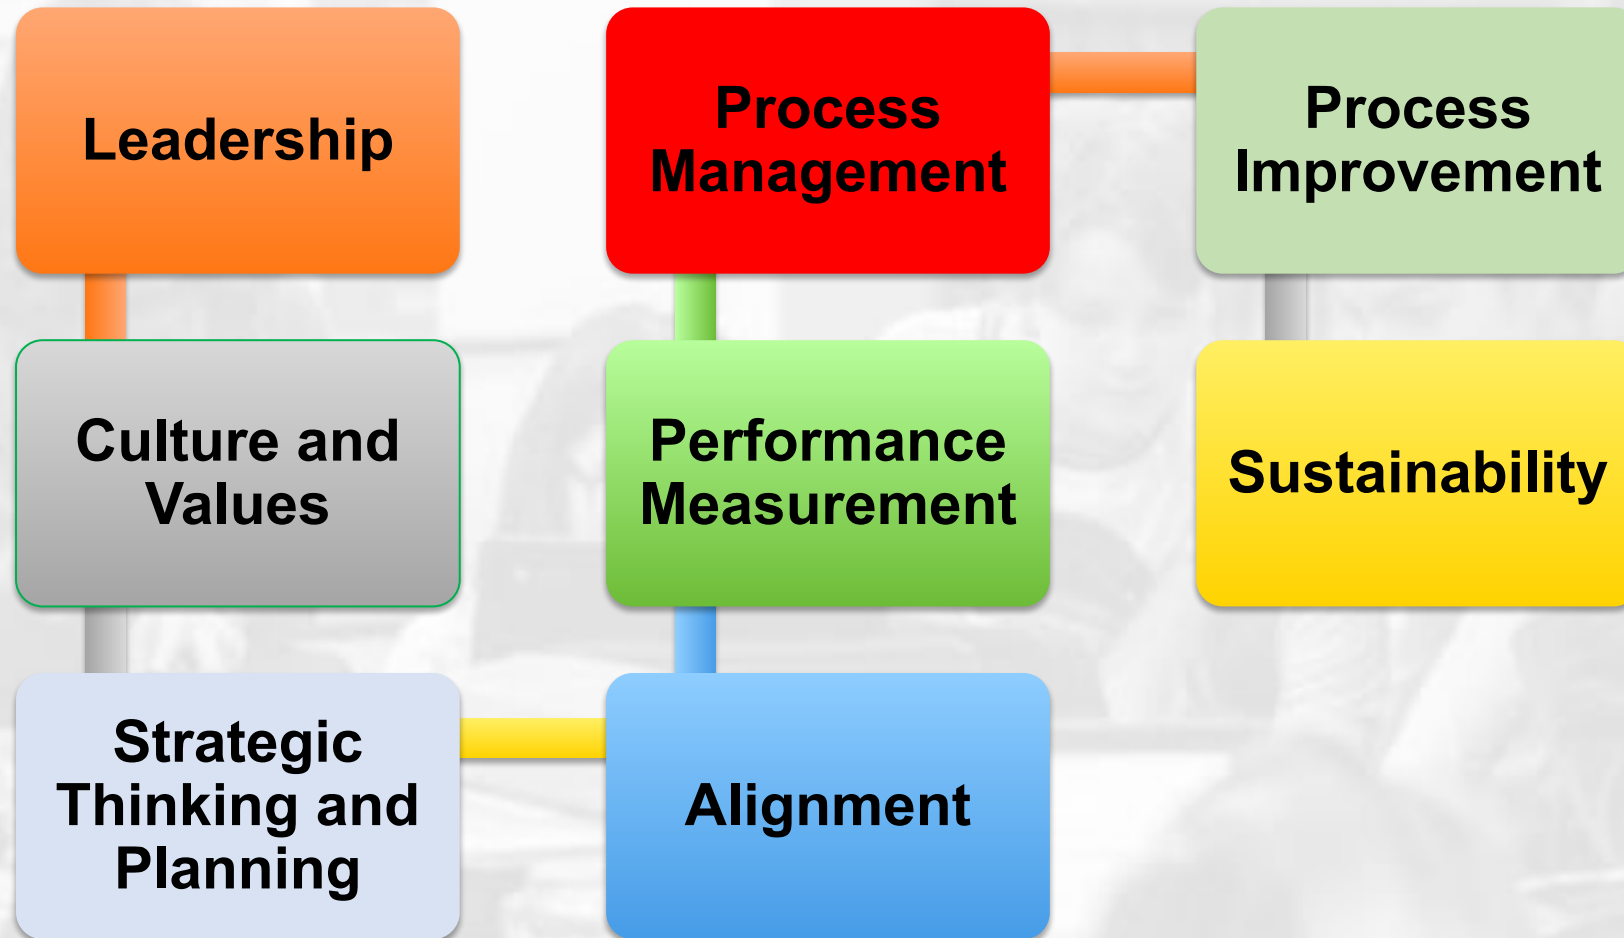 Leadership
Culture and
Values
Strategic
Thinking and
Planning
Alignment
Performance
Measurement
Process
Management
Process
Improvement
Sustainability